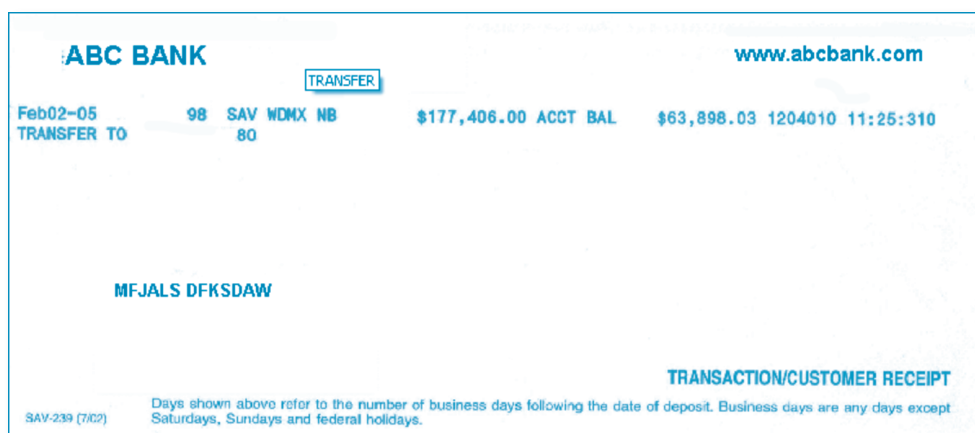 ABC BANK www.abcbank.com
TRANSFER
Feb02-05 98 SAV WDMX NB $177,406.00 ACCT BAL $63,898.03 1204010 11:25:310
TRANSFER TO 80
MFJALS DFKSDAW
TRANSACTION/CUSTOMER RECEIPT
Days shown above refer to the number of business days following the date of deposit. Business days are any days except
SAV-239 (7/02) Saturdays, Sundays and federal holidays.